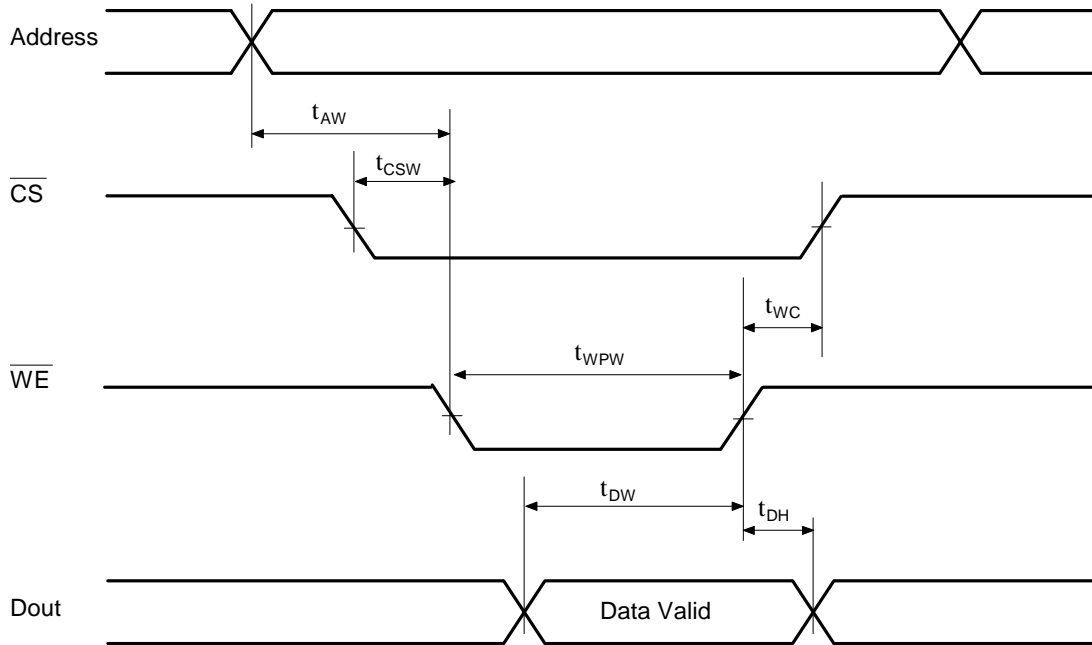 Address
tAW
tCSW
CS
tWC
tWPW
WE
tDW
tDH
Dout
Data Valid